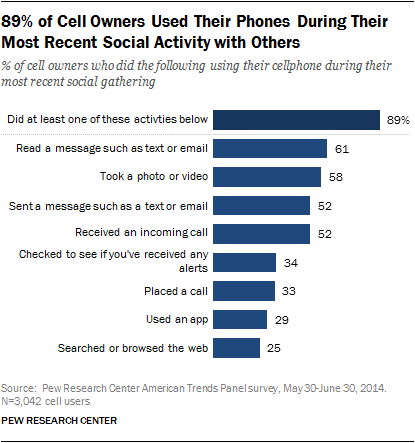 89% of Cell Owners Used Their Phones During Their
Most Recent Social Activity with Others
% of cell owners who did the following using their cellphone during their
most recent social gathering
Did at least one of these activties below 89%
Read a message such as text or email 61
Took a photo or video 58
Sent a message such as a text or email 52
Received an incoming call 52
Checked to see if you've received any
alerts 34
Placed a call 33
Used an app 29
Searched or browsed the web 25
Source: Pew Research Center American Trends Panel survey, May 30-June 30, 2014.
N=3,042 cell users
PEW RESEARCH CENTER